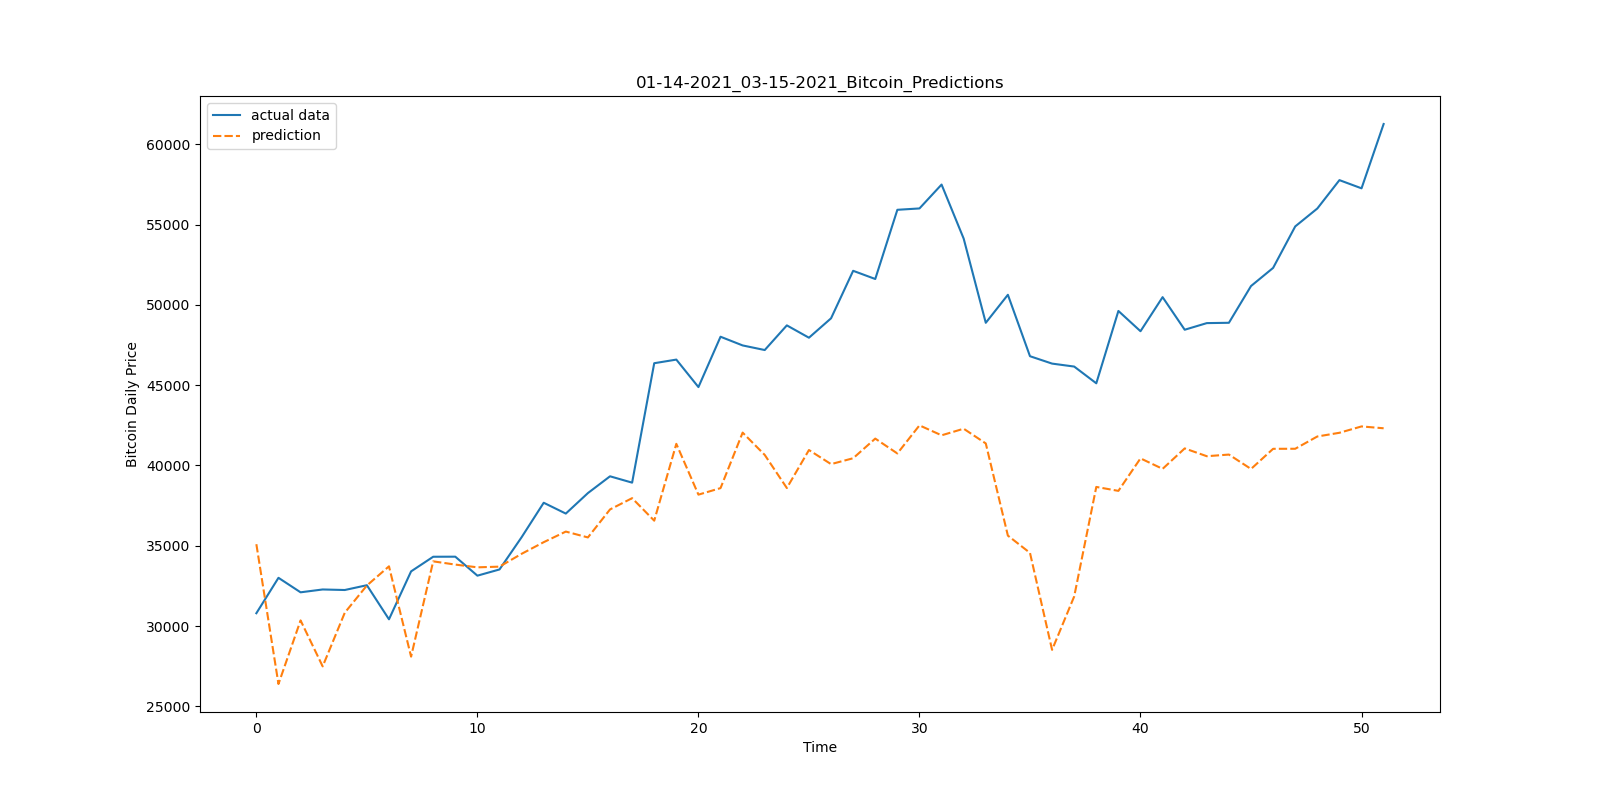 01-14-2021_03-15-2021_Bitcoin_Predictions
actual data
prediction
60000
55000
50000
45000
40000
35000
30000
25000
Bitcoin Daily Price
0 10 20 30 40 50
Time